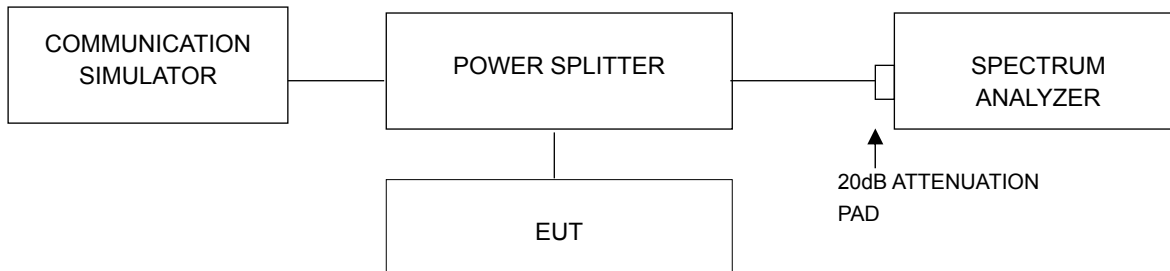 COMMUNICATION
SIMULATOR
POWER SPLITTER
SPECTRUM
ANALYZER
20dB ATTENUATION
PAD
EUT